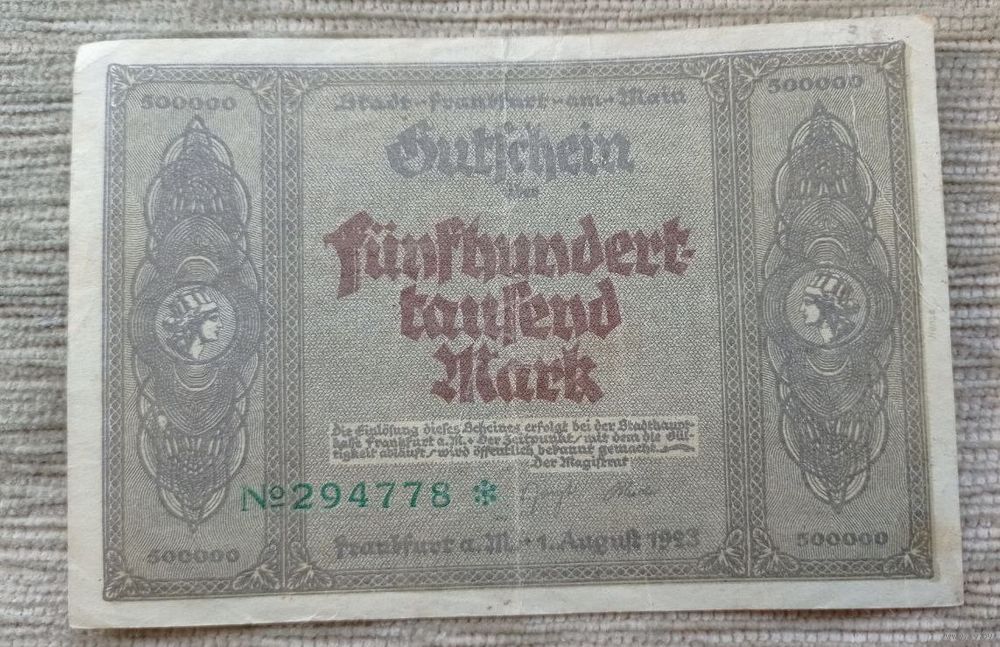 500000
500000
Stadt-Frankfurt-am-Main
Gutschein
über
fünfhundert-
tausend
Mark
Die Einlösung dieses Scheines erfolgt bei der Stadthaupt-
kasse Frankfurt a.M. • Der Zeitpunkt, mit dem die Gül-
tigkeit abläuft, wird öffentlich bekannt gemacht.
Der Magistrat
№ 294778 *
Frankfurt a. M. • 1. August 1923
500000
500000